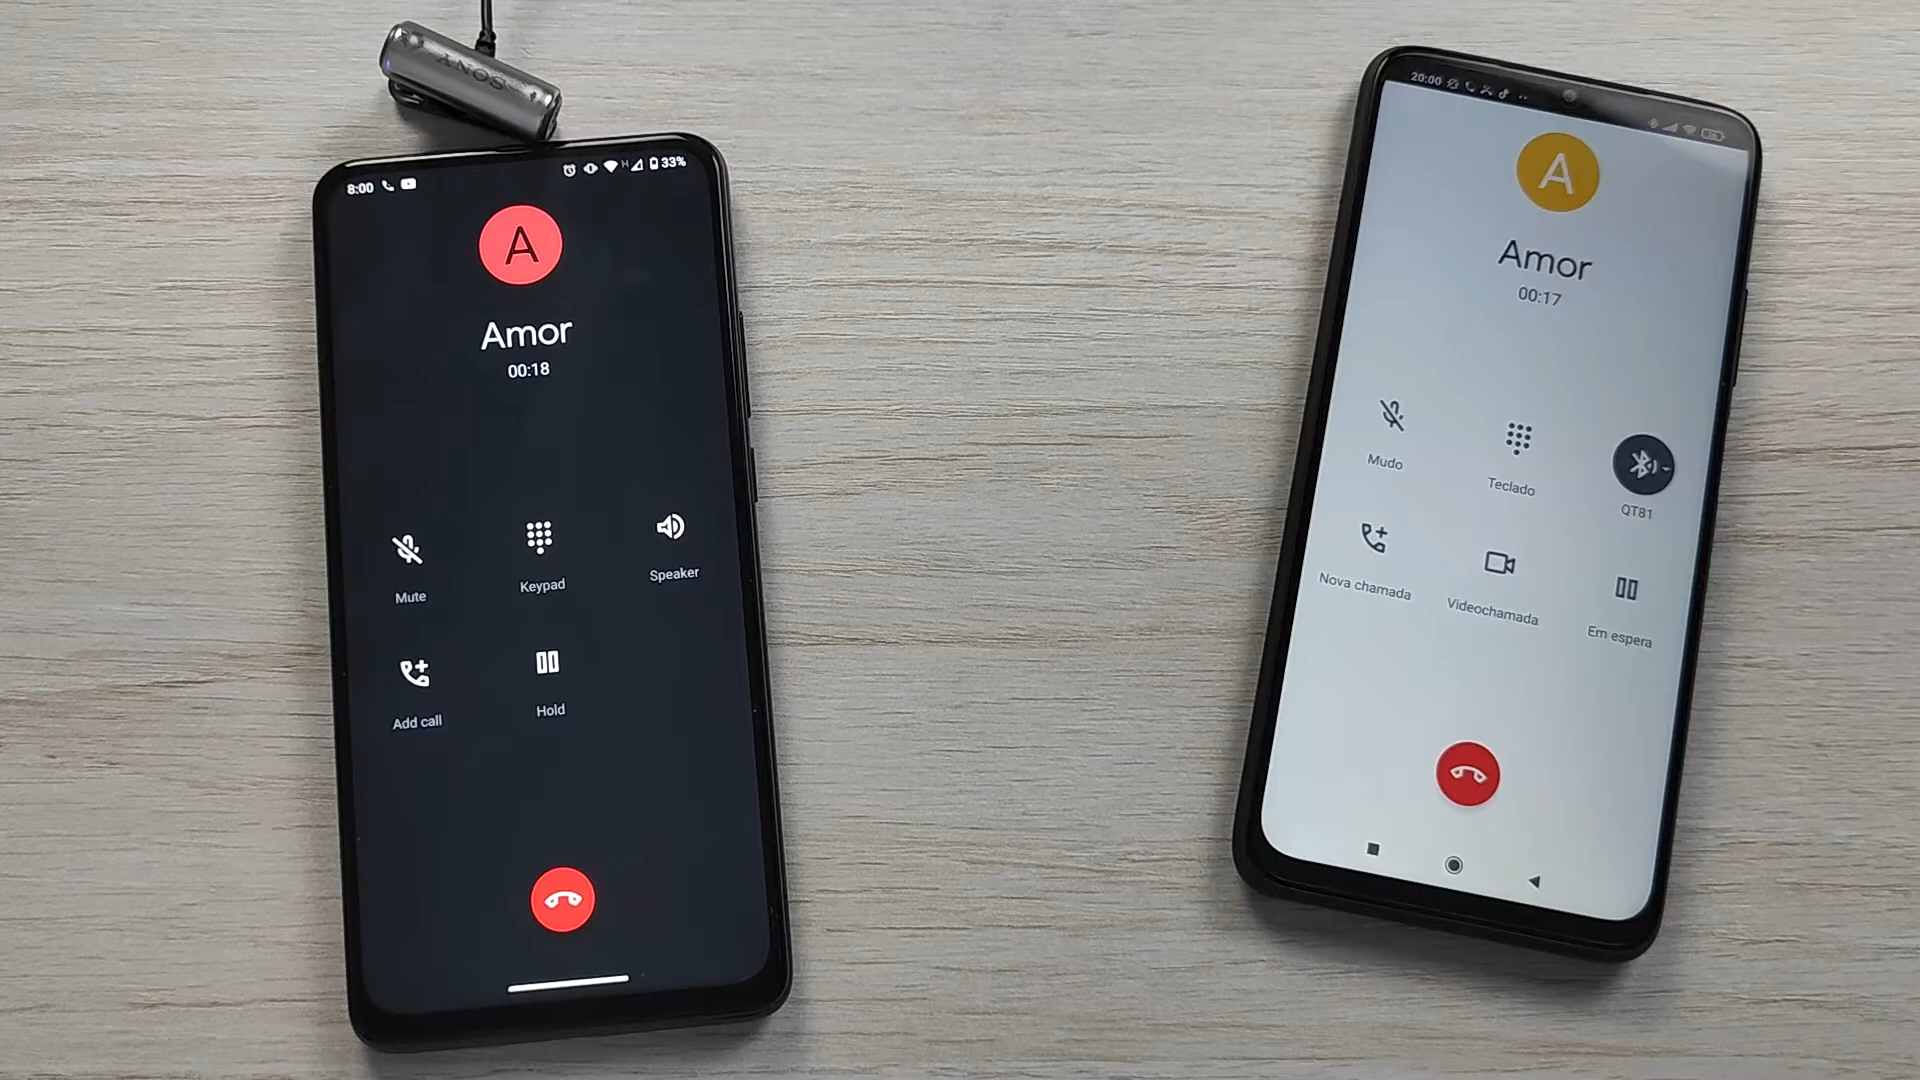 SONY
8:00
H
33%
A
Amor
00:18
Mute
Keypad
Speaker
Add call
Hold
20:00
A
Amor
00:17
Mudo
Teclado
QT81
Nova chamada
Videochamada
Em espera